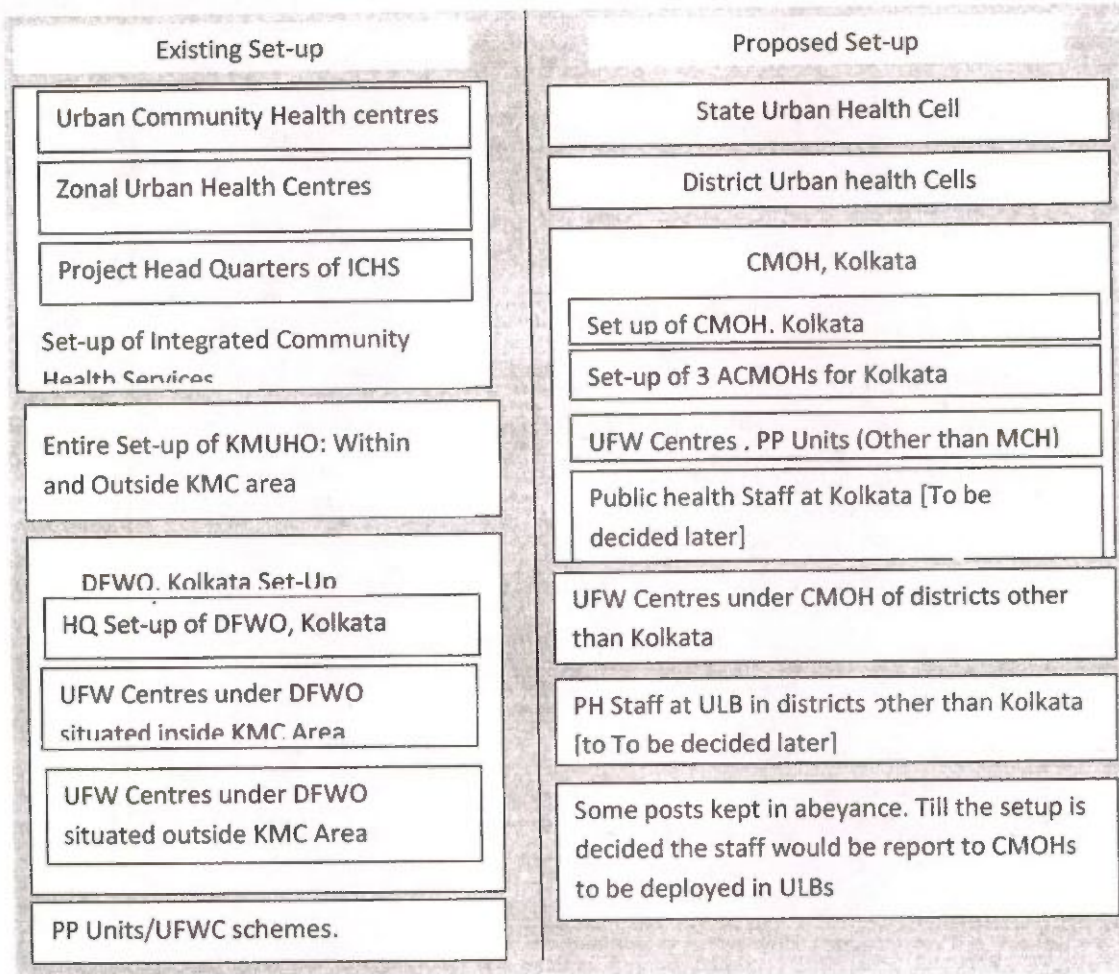 Existing Set-up
Urban Community Health centres
Zonal Urban Health Centres
Project Head Quarters of ICHS
Set-up of Integrated Community
Health Services
Entire Set-up of KMUHO: Within
and Outside KMC area
DFWO, Kolkata Set-Up
HQ Set-up of DFWO, Kolkata
UFW Centres under DFWO
situated inside KMC Area
UFW Centres under DFWO
situated outside KMC Area
PP Units/UFWC schemes.
Proposed Set-up
State Urban Health Cell
District Urban health Cells
CMOH, Kolkata
Set up of CMOH. Kolkata
Set-up of 3 ACMOHs for Kolkata
UFW Centres . PP Units (Other than MCH)
Public health Staff at Kolkata [To be
decided later]
UFW Centres under CMOH of districts other
than Kolkata
PH Staff at ULB in districts other than Kolkata
[to To be decided later]
Some posts kept in abeyance. Till the setup is
decided the staff would be report to CMOHs
to be deployed in ULBs